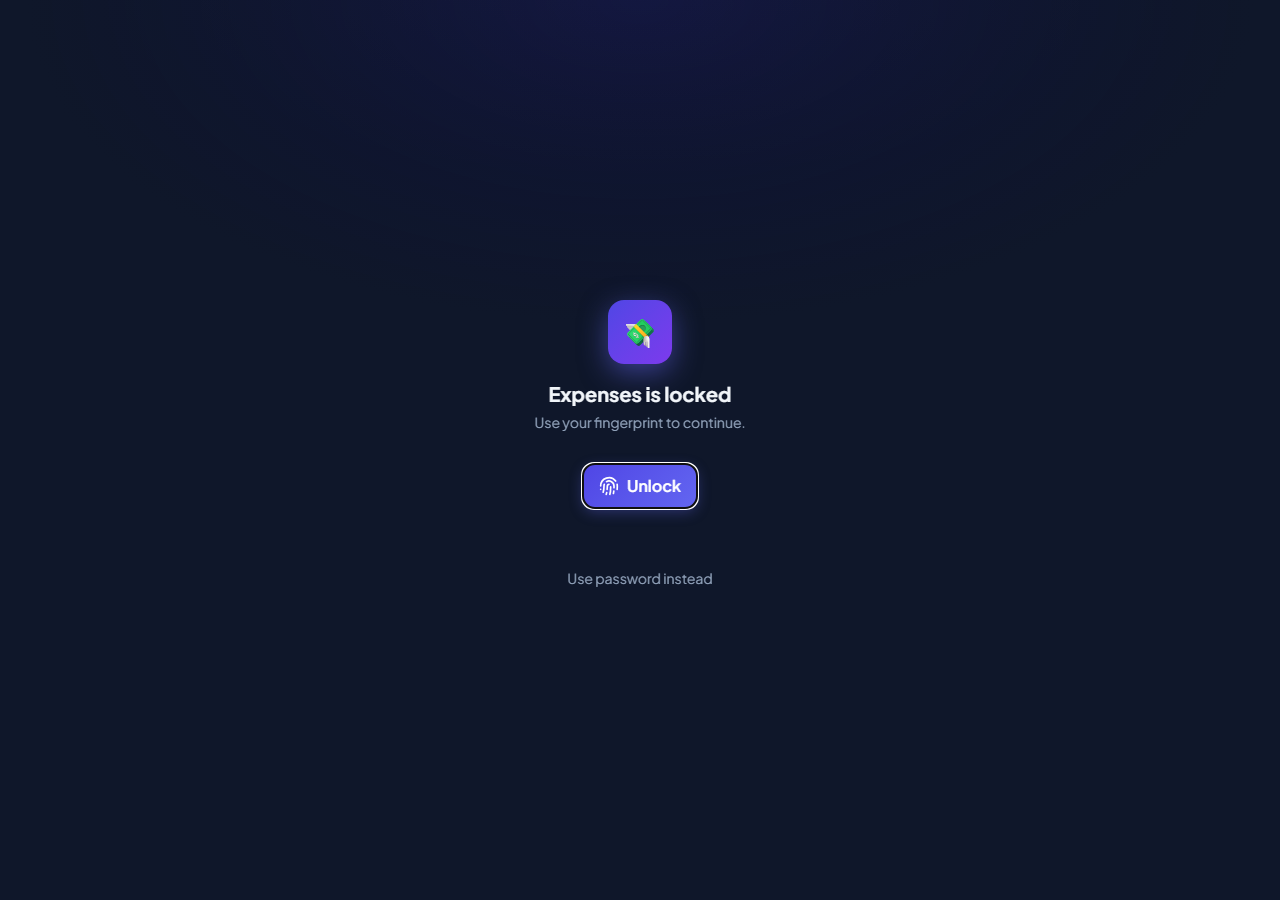 Expenses is locked
Use your fingerprint to continue.
Unlock
Use password instead